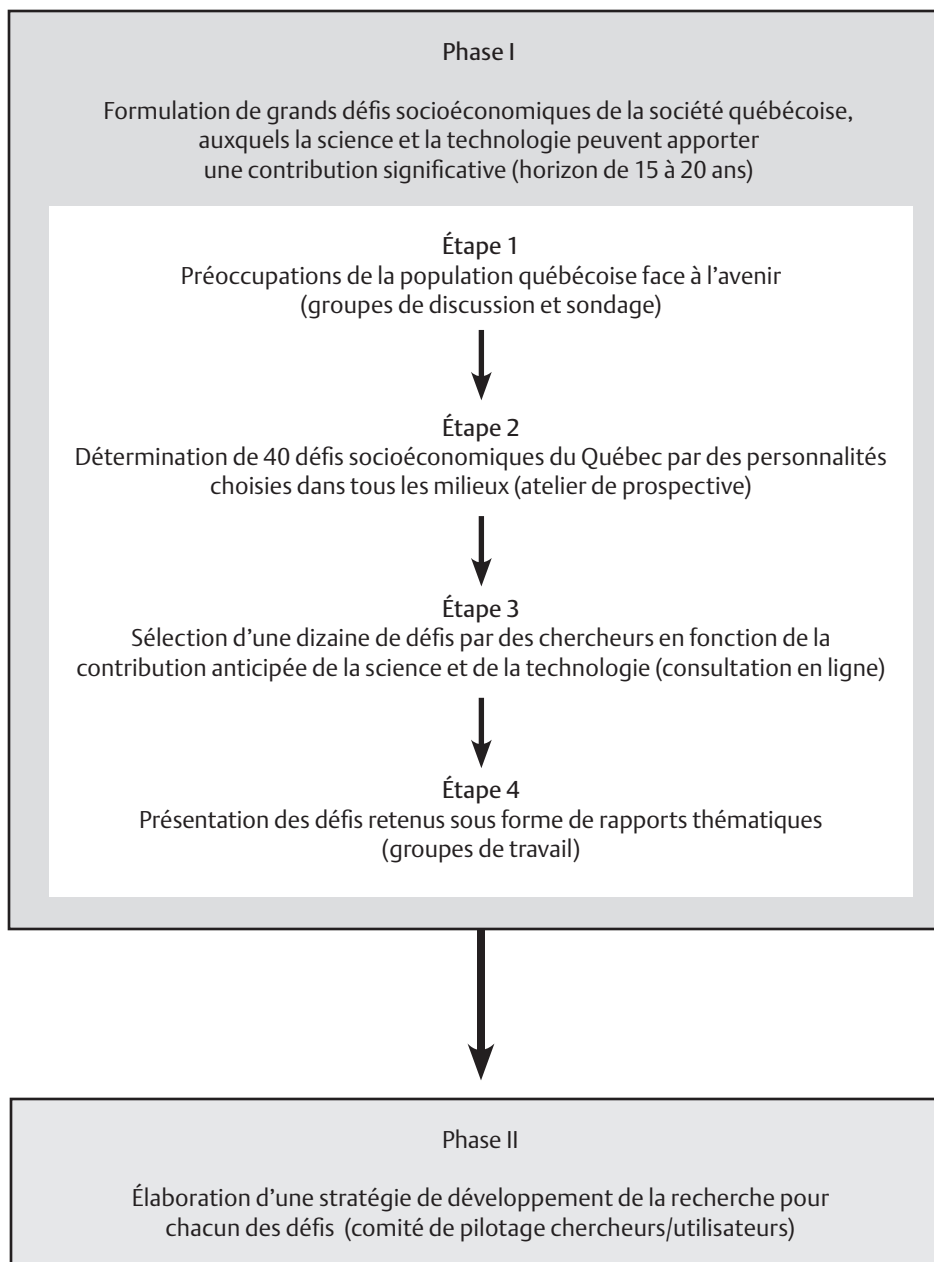 Phase I
Formulation de grands défis socioéconomiques de la société québécoise,
auxquels la science et la technologie peuvent apporter
une contribution significative (horizon de 15 à 20 ans)
Étape 1
Préoccupations de la population québécoise face à l’avenir
(groupes de discussion et sondage)
Étape 2
Détermination de 40 défis socioéconomiques du Québec par des personnalités
choisies dans tous les milieux (atelier de prospective)
Étape 3
Sélection d’une dizaine de défis par des chercheurs en fonction de la
contribution anticipée de la science et de la technologie (consultation en ligne)
Étape 4
Présentation des défis retenus sous forme de rapports thématiques
(groupes de travail)
Phase II
Élaboration d’une stratégie de développement de la recherche pour
chacun des défis (comité de pilotage chercheurs/utilisateurs)